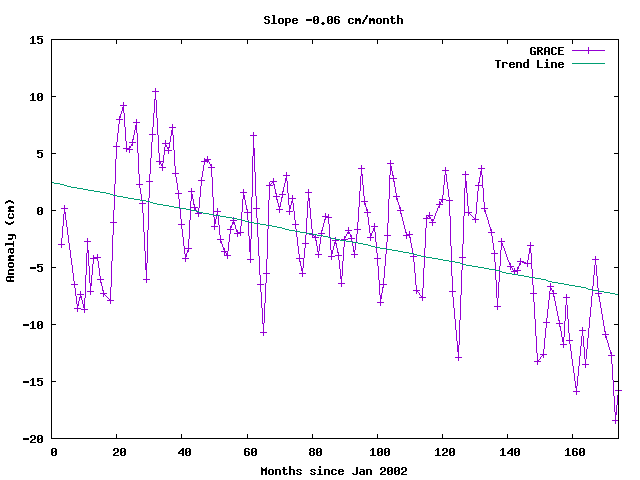 Slope -0.06 cm/month
GRACE
Trend Line
15
10
5
0
-5
-10
-15
-20
Anomaly (cm)
0 20 40 60 80 100 120 140 160
Months since Jan 2002